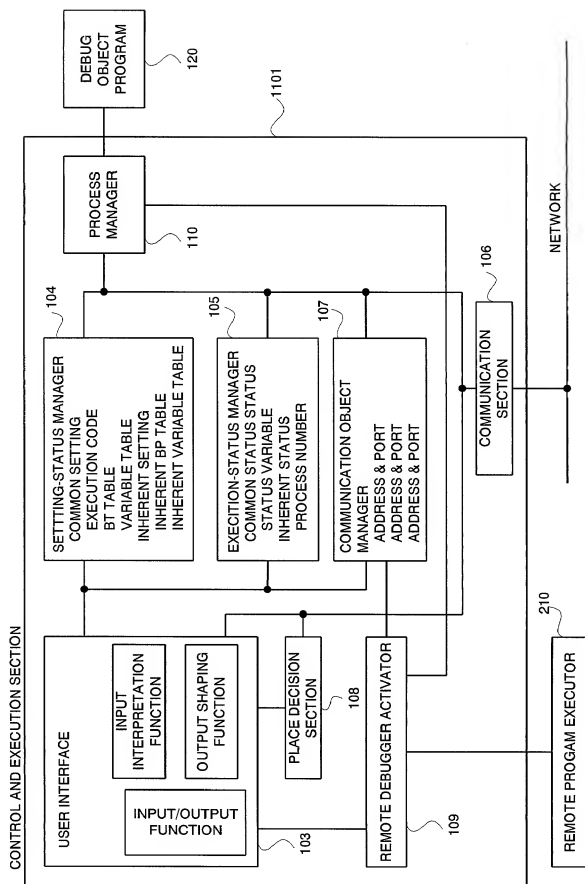 CONTROL AND EXECUTION SECTION
USER INTERFACE
INPUT
INTERPRETATION
FUNCTION
OUTPUT SHAPING
FUNCTION
INPUT/OUTPUT
FUNCTION
103
PLACE DECISION
SECTION
108
REMOTE DEBUGGER ACTIVATOR
109
REMOTE PROGAM EXECUTOR
210
104
SETTTING-STATUS MANAGER
COMMON SETTING
EXECUTION CODE
BT TABLE
VARIABLE TABLE
INHERENT SETTING
INHERENT BP TABLE
INHERENT VARIABLE TABLE
105
EXECITION-STATUS MANAGER
COMMON STATUS STATUS
STATUS VARIABLE
INHERENT STATUS
PROCESS NUMBER
107
COMMUNICATION OBJECT
MANAGER
ADDRESS & PORT
ADDRESS & PORT
ADDRESS & PORT
PROCESS
MANAGER
110
106
COMMUNICATION
SECTION
1101
DEBUG
OBJECT
PROGRAM
120
NETWORK